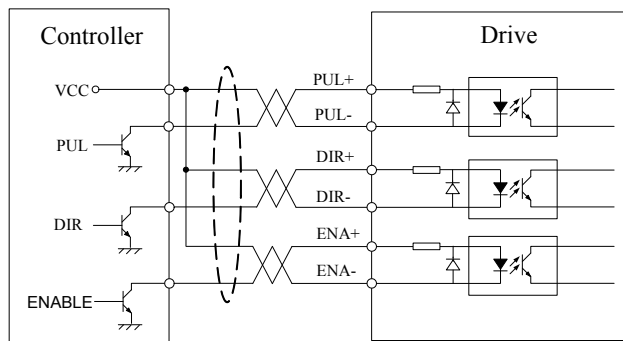 Controller
Drive
VCC
PUL+
PUL-
PUL
DIR+
DIR-
DIR
ENA+
ENA-
ENABLE